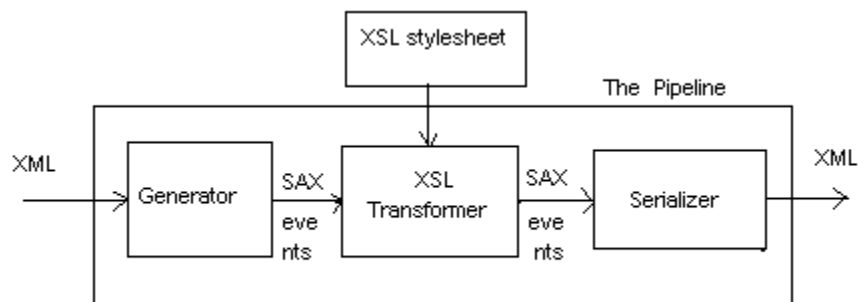 XSL stylesheet
The Pipeline
XML
Generator
SAX
eve
nts
XSL
Transformer
SAX
eve
nts
Serializer
XML